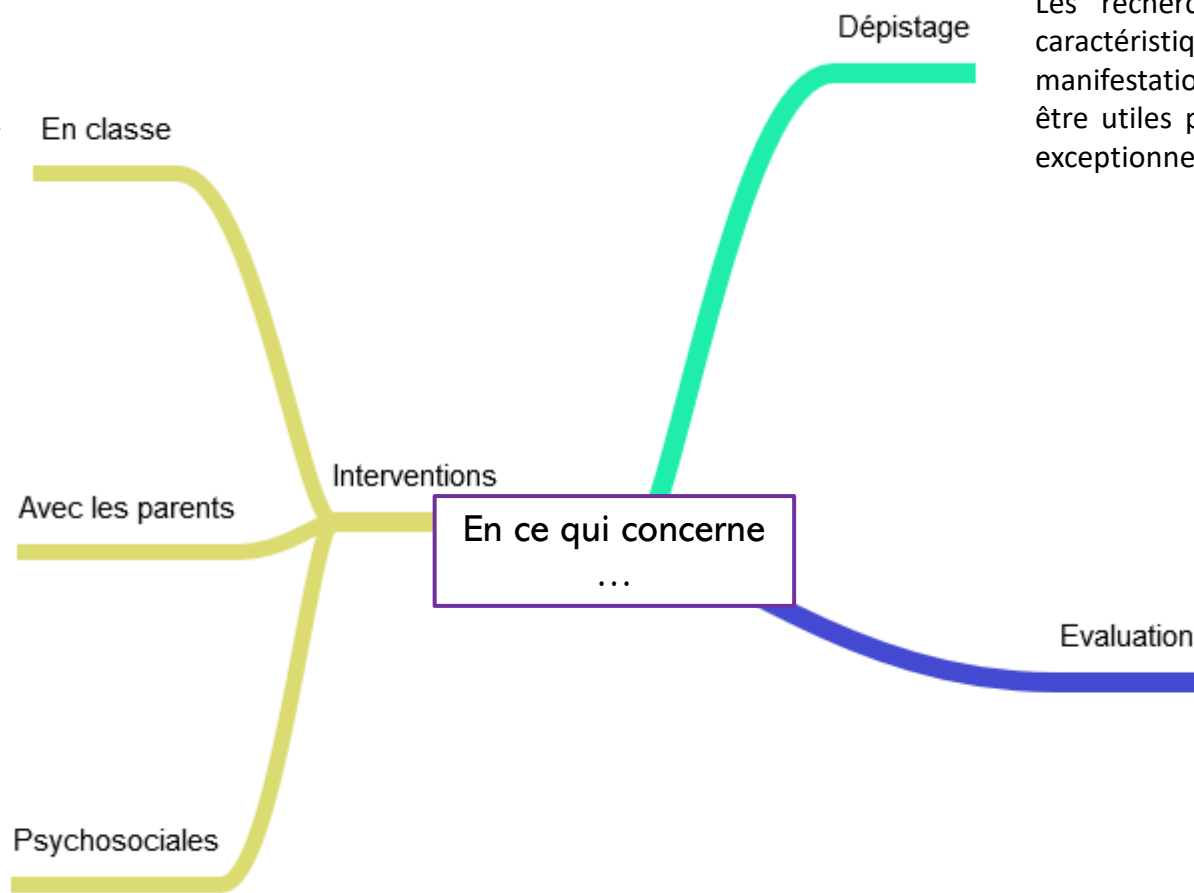 Dépistage
Les
être utiles
En classe
Interventions
Avec les parents
En ce qui concerne
...
Evaluation
Psychosociales